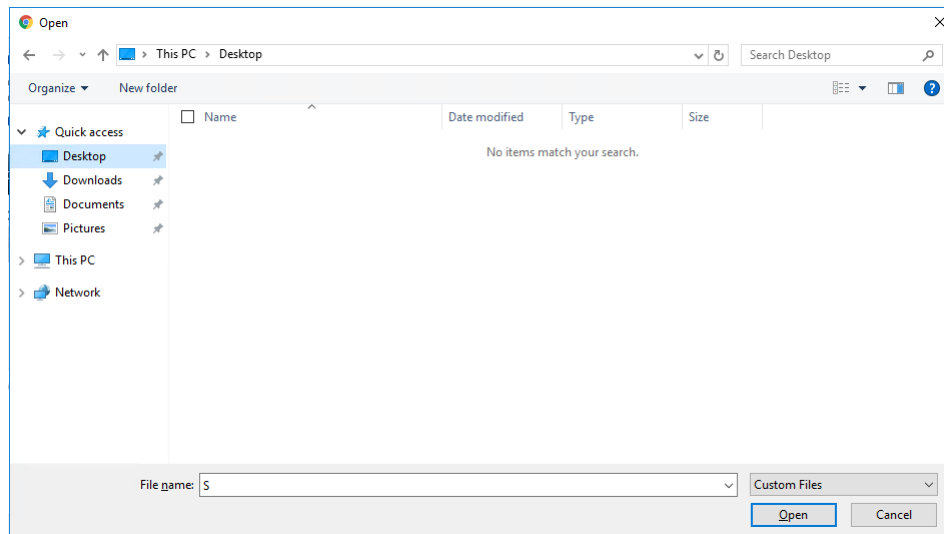 Open
This PC > Desktop
Search Desktop
Organize
New folder
Name
Date modified
Type
Size
Quick access
Desktop
Downloads
Documents
Pictures
This PC
Network
No items match your search.
File name: S
Custom Files
Open
Cancel